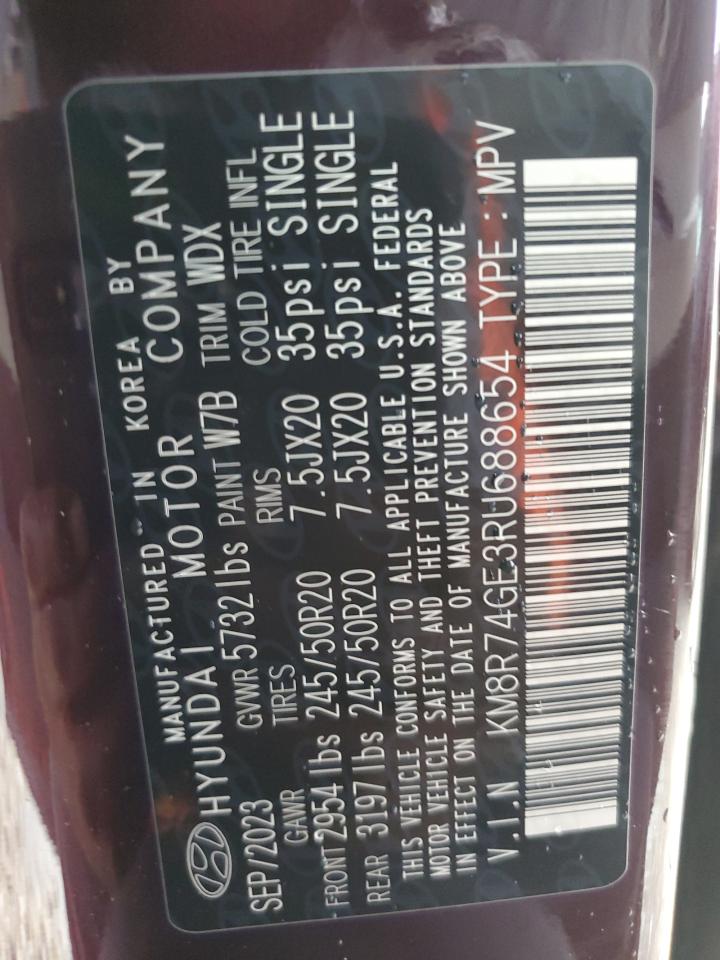 MANUFACTURED IN KOREA BY
HYUNDAI MOTOR COMPANY
SEP/2023 GVWR 5732 lbs PAINT W7B TRIM WDX
GAWR TIRES RIMS COLD TIRE INFL
FRONT 2954 lbs 245/50R20 7.5JX20 35psi SINGLE
REAR 3197 lbs 245/50R20 7.5JX20 35psi SINGLE
THIS VEHICLE CONFORMS TO ALL APPLICABLE U.S.A. FEDERAL
MOTOR VEHICLE SAFETY AND THEFT PREVENTION STANDARDS
IN EFFECT ON THE DATE OF MANUFACTURE SHOWN ABOVE
V.I.N KM8R74GE3RU688654 TYPE : MPV